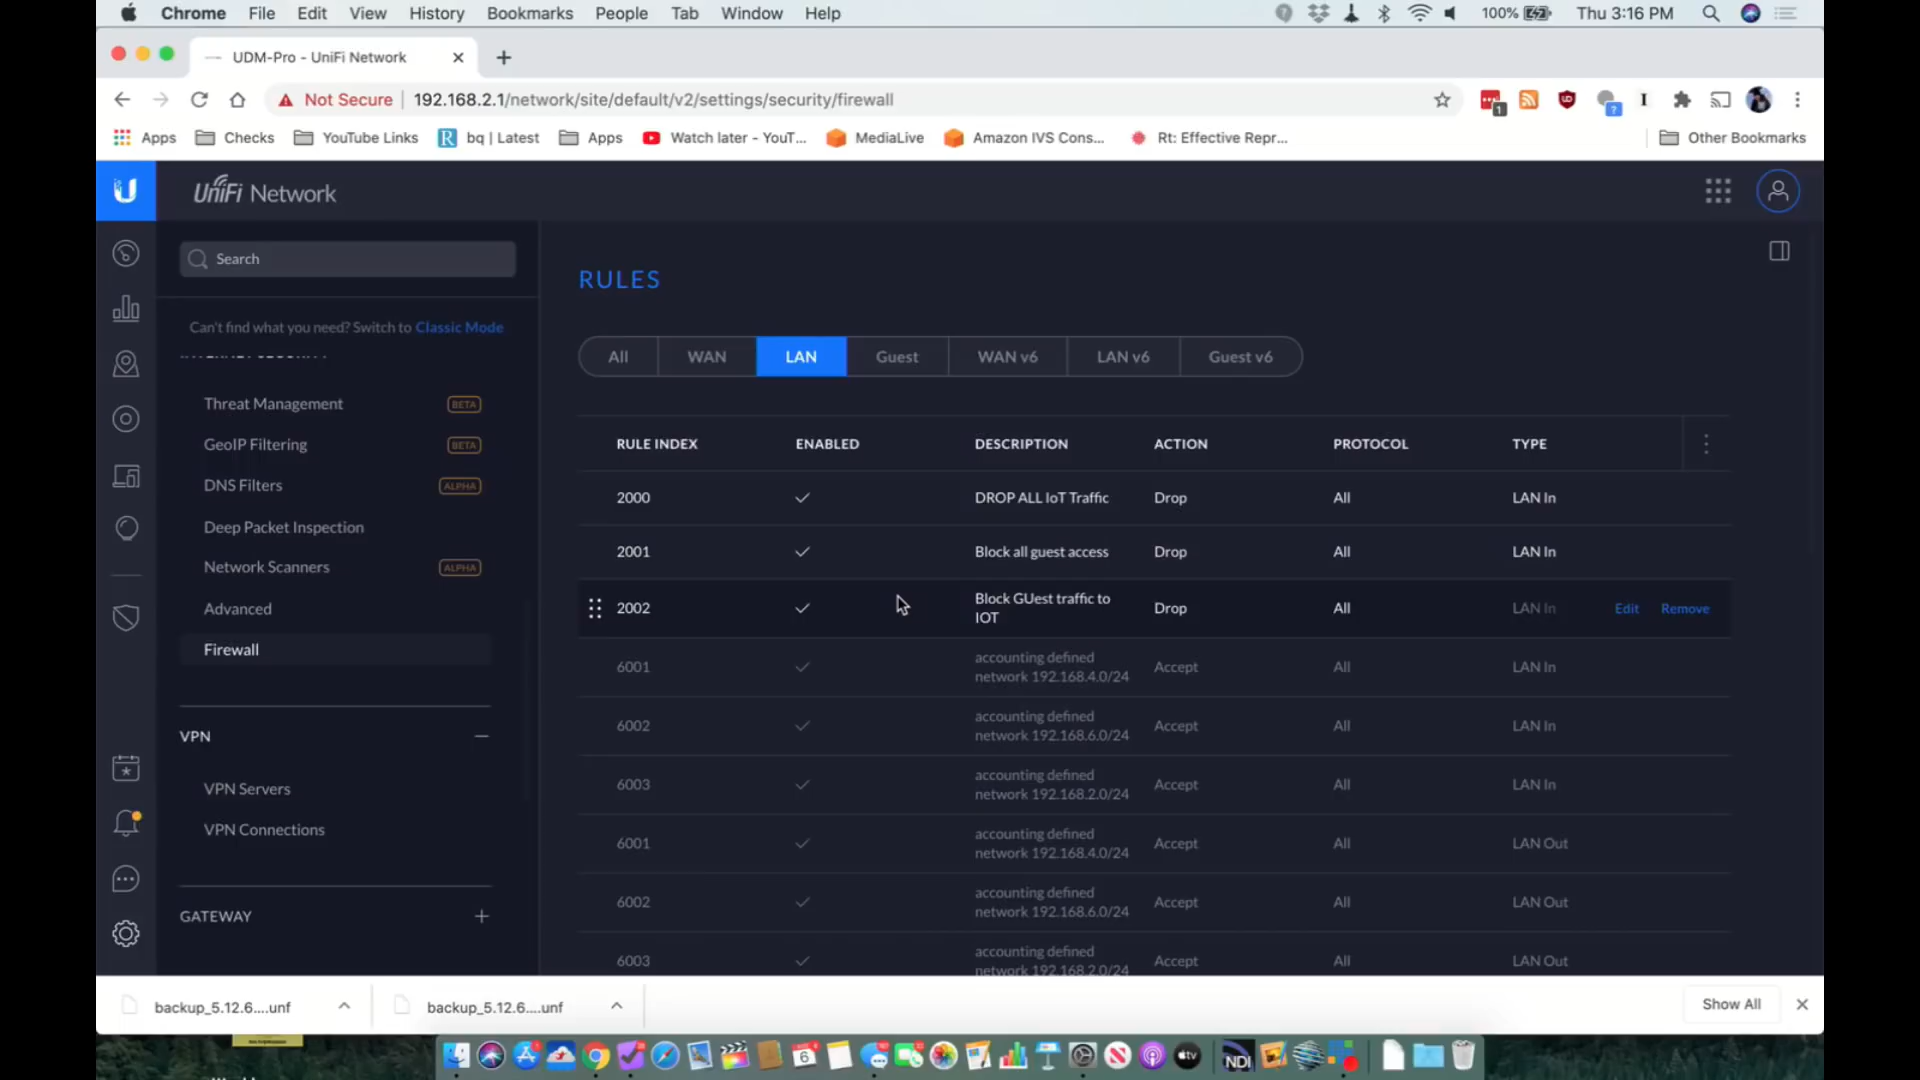 Chrome File Edit View History Bookmarks People Tab Window Help 100% Thu 3:16 PM
UDM-Pro - UniFi Network
Not Secure 192.168.2.1/network/site/default/v2/settings/security/firewall
Apps Checks YouTube Links bq | Latest Apps Watch later - YouT... MediaLive Amazon IVS Cons... Rt: Effective Repr... Other Bookmarks
UniFi Network
Search
Can't find what you need? Switch to Classic Mode
Threat Management BETA
GeoIP Filtering BETA
DNS Filters ALPHA
Deep Packet Inspection
Network Scanners ALPHA
Advanced
Firewall
VPN
VPN Servers
VPN Connections
GATEWAY
RULES
All WAN LAN Guest WAN v6 LAN v6 Guest v6
RULE INDEX ENABLED DESCRIPTION ACTION PROTOCOL TYPE
2000 DROP ALL IoT Traffic Drop All LAN In
2001 Block all guest access Drop All LAN In
2002 Block GUest traffic to IOT Drop All LAN In Edit Remove
6001 accounting defined network 192.168.4.0/24 Accept All LAN In
6002 accounting defined network 192.168.6.0/24 Accept All LAN In
6003 accounting defined network 192.168.2.0/24 Accept All LAN In
6001 accounting defined network 192.168.4.0/24 Accept All LAN Out
6002 accounting defined network 192.168.6.0/24 Accept All LAN Out
6003 accounting defined network 192.168.2.0/24 Accept All LAN Out
backup_5.12.6....unf backup_5.12.6....unf Show All
6 NDI tv